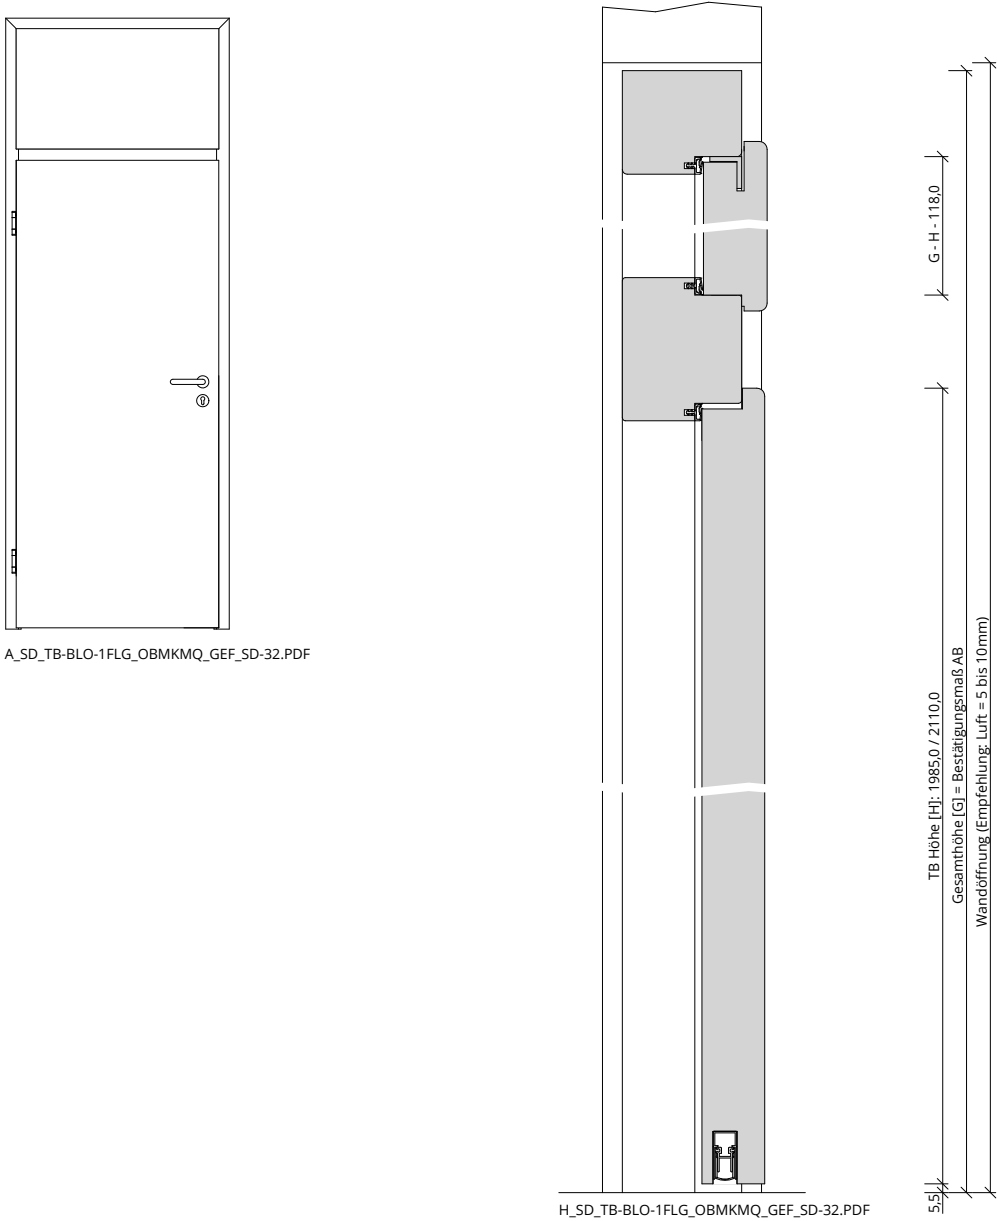 G - H - 118,0
A_SD_TB-BLO-1FLG_OBMKMQ_GEF_SD-32.PDF
TB Höhe [H]: 1985,0 / 2110,0
Gesamthöhe [G] = Bestätigungsmaß AB
Wandöffnung (Empfehlung: Luft = 5 bis 10mm)
5,5
H_SD_TB-BLO-1FLG_OBMKMQ_GEF_SD-32.PDF